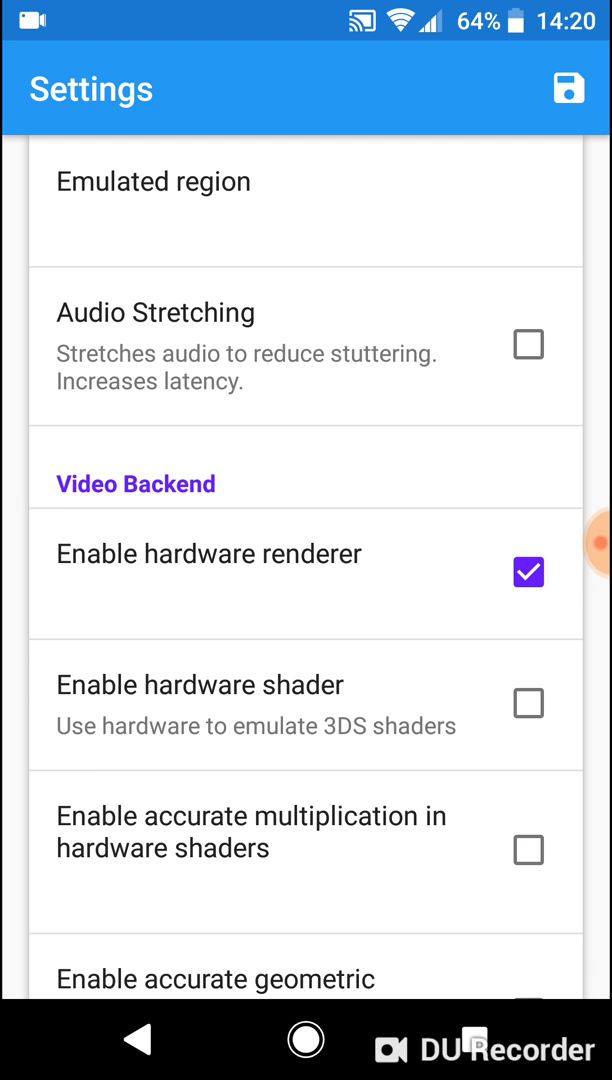 64% 14:20
Settings
Emulated region
Audio Stretching
Stretches audio to reduce stuttering.
Increases latency.
Video Backend
Enable hardware renderer
Enable hardware shader
Use hardware to emulate 3DS shaders
Enable accurate multiplication in
hardware shaders
Enable accurate geometric
DU Recorder